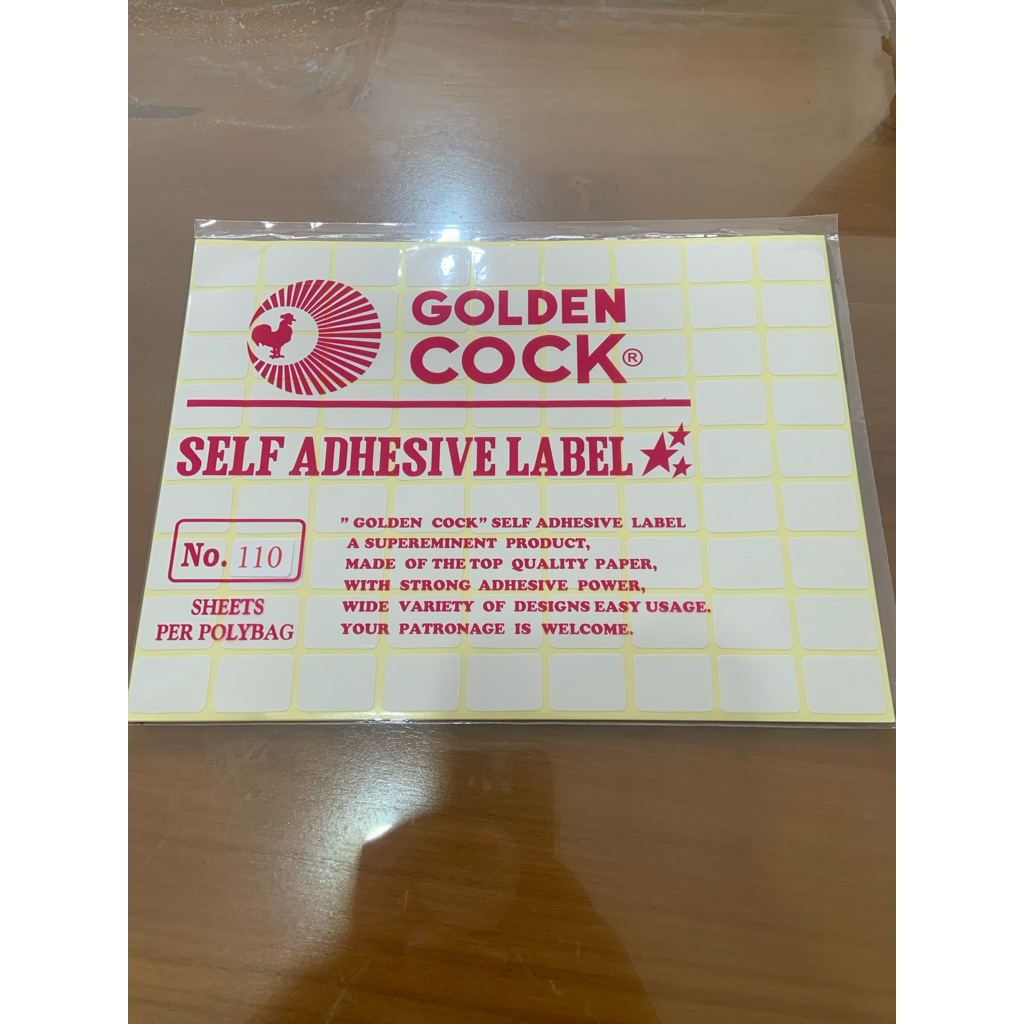 GOLDEN
COCK®
SELF ADHESIVE LABEL
No. 110
SHEETS
PER POLYBAG
" GOLDEN COCK" SELF ADHESIVE LABEL
A SUPEREMINENT PRODUCT,
MADE OF THE TOP QUALITY PAPER,
WITH STRONG ADHESIVE POWER,
WIDE VARIETY OF DESIGNS EASY USAGE.
YOUR PATRONAGE IS WELCOME.